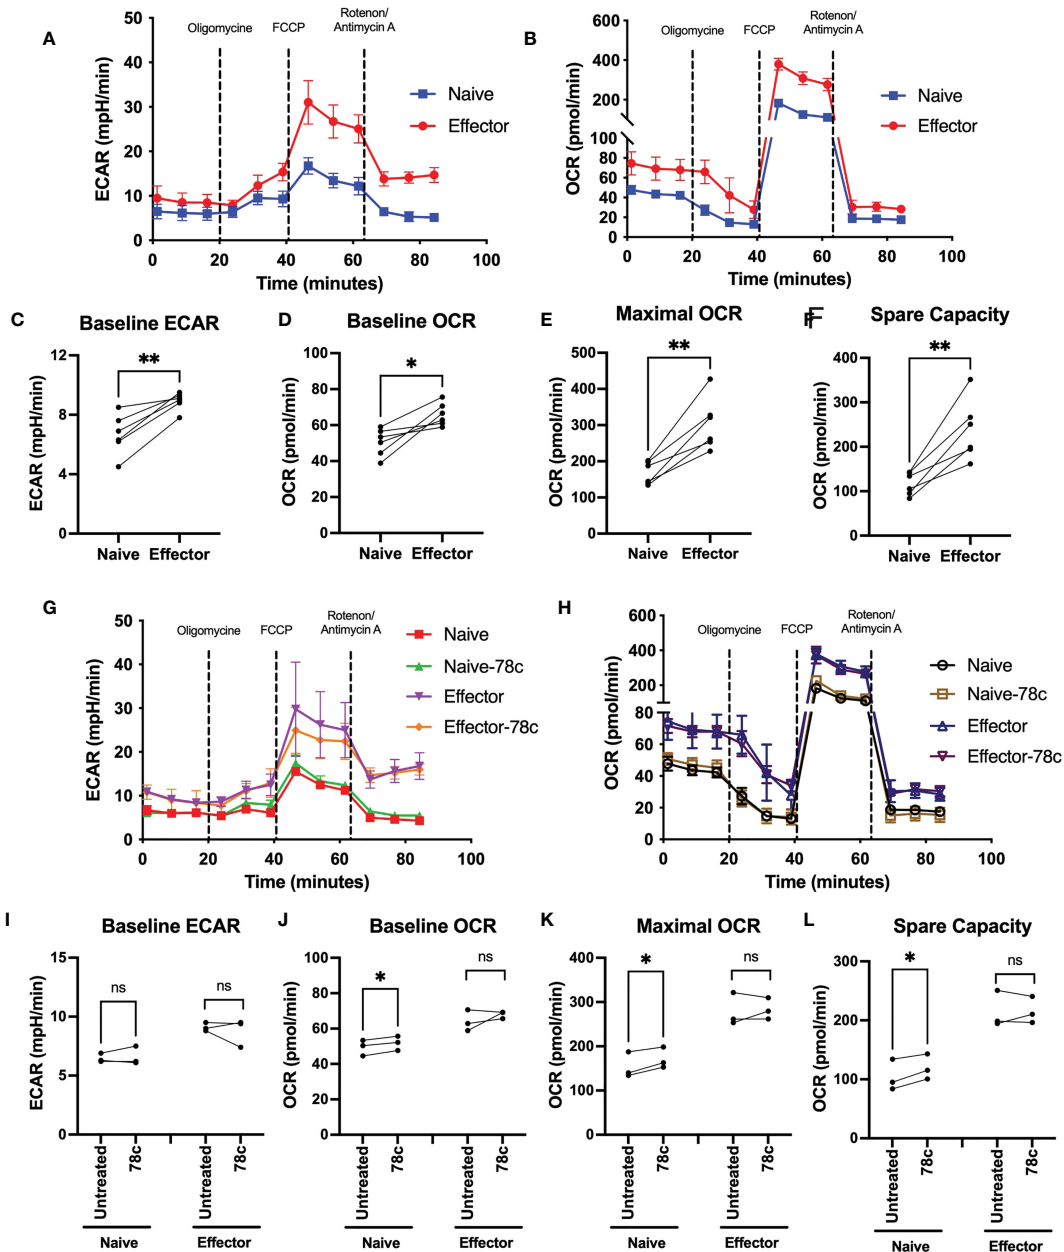 A
50
40
30
20
10
0
ECAR (mpH/min)
Oligomycine
FCCP
Rotenon/
Antimycin A
Naive
Effector
0 20 40 60 80 100
Time (minutes)
B
600
400
200
100
80
60
40
20
0
OCR (pmol/min)
Oligomycine
FCCP
Rotenon/
Antimycin A
Naive
Effector
0 20 40 60 80 100
Time (minutes)
C
Baseline ECAR
**
12
8
4
0
ECAR (mpH/min)
Naive Effector
D
Baseline OCR
*
100
80
60
40
20
0
OCR (pmol/min)
Naive Effector
E
Maximal OCR
**
500
400
300
200
100
0
OCR (pmol/min)
Naive Effector
F
Spare Capacity
**
400
300
200
100
0
OCR (pmol/min)
Naive Effector
G
50
40
30
20
10
0
ECAR (mpH/min)
Oligomycine
FCCP
Rotenon/
Antimycin A
Naive
Naive-78c
Effector
Effector-78c
0 20 40 60 80 100
Time (minutes)
H
600
400
200
80
60
40
20
0
OCR (pmol/min)
Oligomycine
FCCP
Rotenon/
Antimycin A
Naive
Naive-78c
Effector
Effector-78c
0 20 40 60 80 100
Time (minutes)
I
Baseline ECAR
ns
ns
15
10
5
0
ECAR (mpH/min)
Untreated
78c
Untreated
78c
Naive
Effector
J
Baseline OCR
*
ns
100
80
60
40
20
0
OCR (pmol/min)
Untreated
78c
Untreated
78c
Naive
Effector
K
Maximal OCR
*
ns
400
300
200
100
0
OCR (pmol/min)
Untreated
78c
Untreated
78c
Naive
Effector
L
Spare Capacity
*
ns
300
200
100
0
OCR (pmol/min)
Untreated
78c
Untreated
78c
Naive
Effector